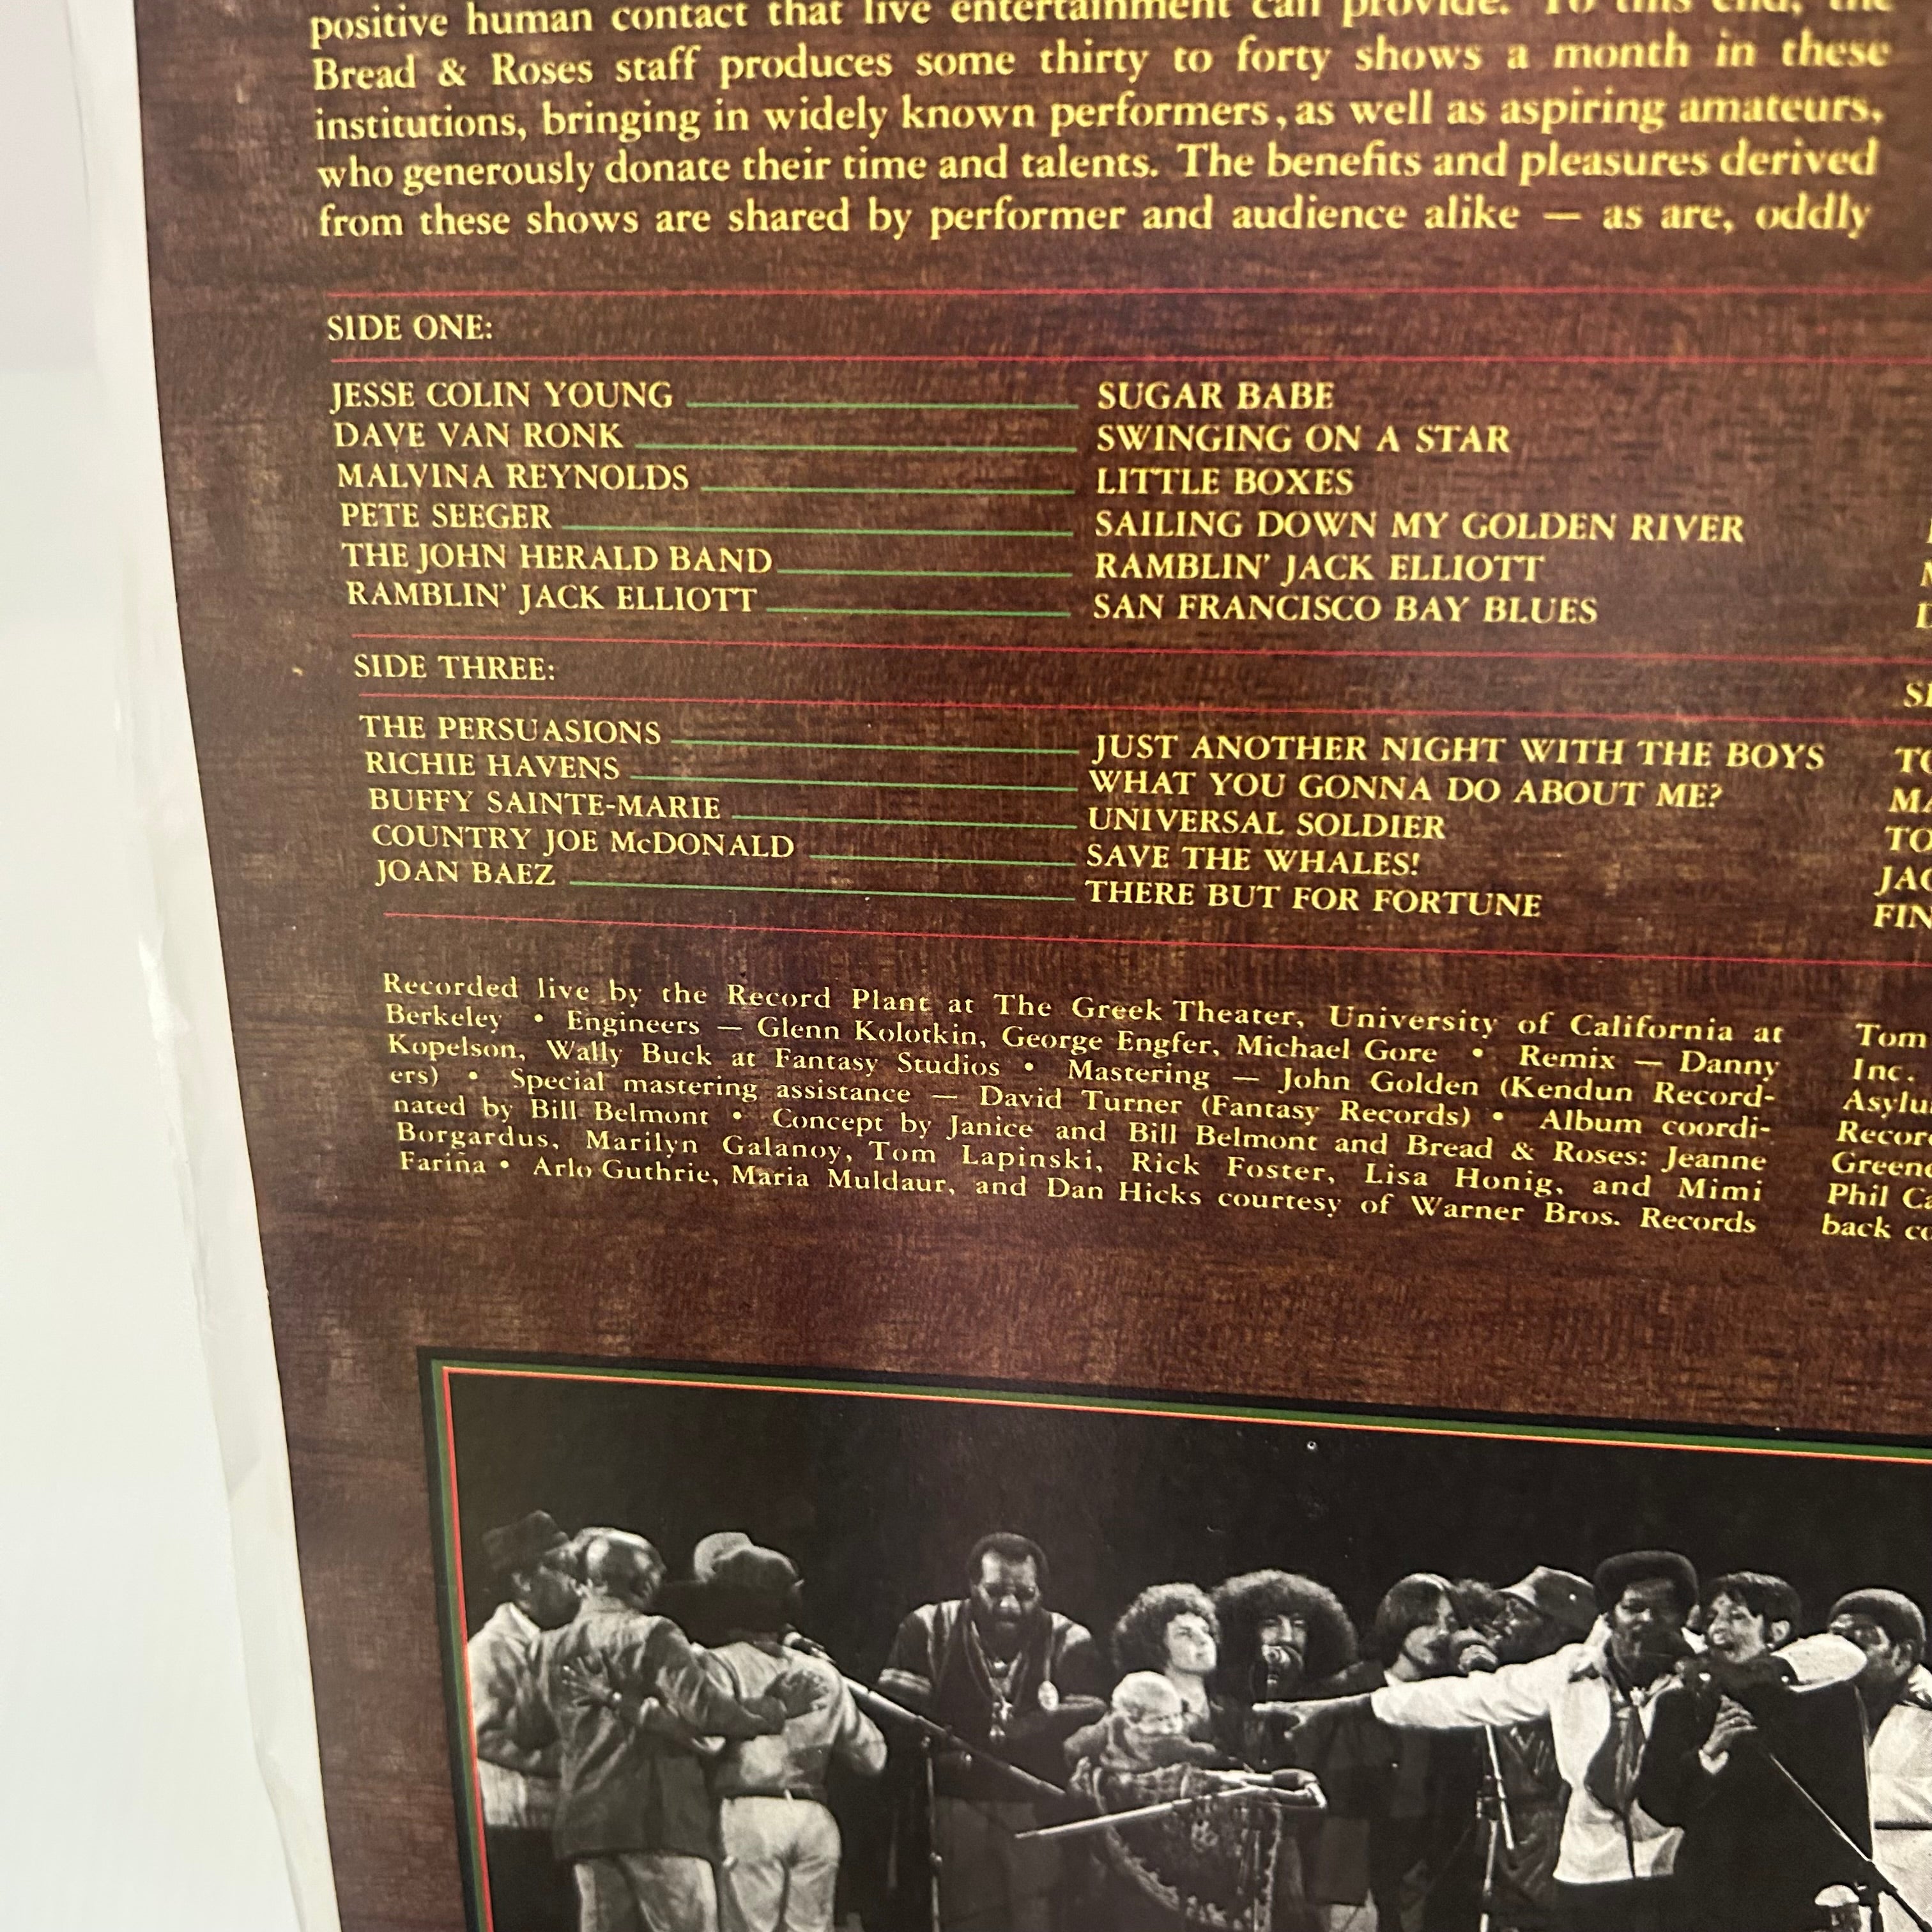 positive human contact that live entertainment can provide. To this end, the
Bread & Roses staff produces some thirty to forty shows a month in these
institutions, bringing in widely known performers, as well as aspiring amateurs,
who generously donate their time and talents. The benefits and pleasures derived
from these shows are shared by performer and audience alike — as are, oddly
SIDE ONE:
JESSE COLIN YOUNG SUGAR BABE
DAVE VAN RONK SWINGING ON A STAR
MALVINA REYNOLDS LITTLE BOXES
PETE SEEGER SAILING DOWN MY GOLDEN RIVER
THE JOHN HERALD BAND RAMBLIN' JACK ELLIOTT
RAMBLIN' JACK ELLIOTT SAN FRANCISCO BAY BLUES
SIDE THREE:
THE PERSUASIONS JUST ANOTHER NIGHT WITH THE BOYS
RICHIE HAVENS WHAT YOU GONNA DO ABOUT ME?
BUFFY SAINTE-MARIE UNIVERSAL SOLDIER
COUNTRY JOE McDONALD SAVE THE WHALES!
JOAN BAEZ THERE BUT FOR FORTUNE
Recorded live by the Record Plant at The Greek Theater, University of California at
Berkeley • Engineers — Glenn Kolotkin, George Engfer, Michael Gore • Remix — Danny
Kopelson, Wally Buck at Fantasy Studios • Mastering — John Golden (Kendun Record-
ers) • Special mastering assistance — David Turner (Fantasy Records) • Album coordi-
nated by Bill Belmont • Concept by Janice and Bill Belmont and Bread & Roses: Jeanne
Borgardus, Marilyn Galanoy, Tom Lapinski, Rick Foster, Lisa Honig, and Mimi
Fariña • Arlo Guthrie, Maria Muldaur, and Dan Hicks courtesy of Warner Bros. Records
Tom
Inc.
Phil
back